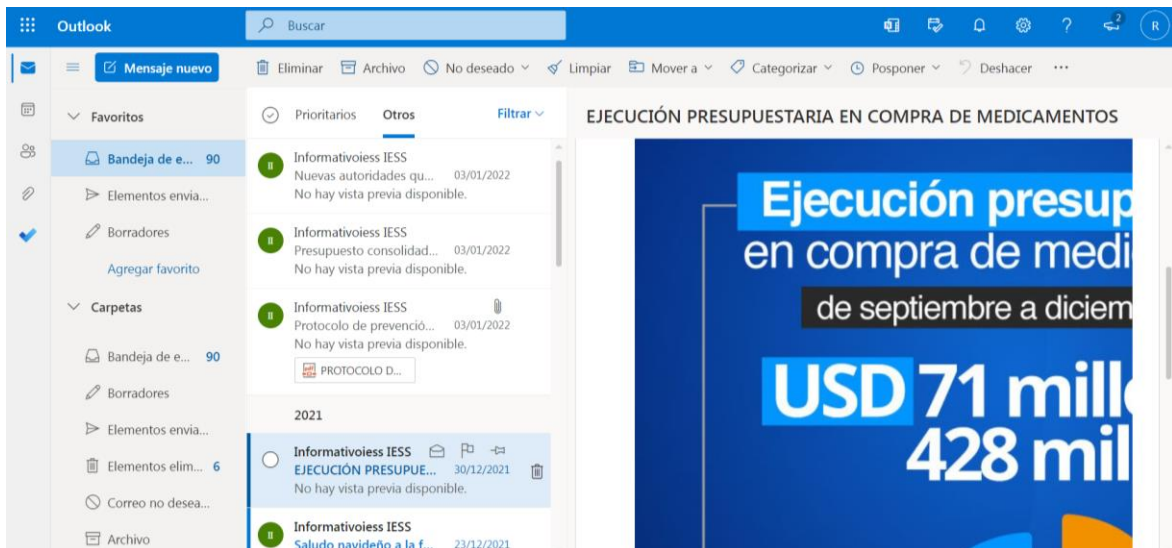 Outlook
Buscar
2
R
Mensaje nuevo
Eliminar
Archivo
No deseado
Limpiar
Mover a
Categorizar
Posponer
Deshacer
Favoritos
Bandeja de e... 90
Elementos envia...
Borradores
Agregar favorito
Carpetas
Bandeja de e... 90
Borradores
Elementos envia...
Elementos elim... 6
Correo no desea...
Archivo
Prioritarios
Otros
Filtrar
II
Informativoiess IESS
Nuevas autoridades qu... 03/01/2022
No hay vista previa disponible.
II
Informativoiess IESS
Presupuesto consolidad... 03/01/2022
No hay vista previa disponible.
II
Informativoiess IESS
Protocolo de prevenció... 03/01/2022
No hay vista previa disponible.
PROTOCOLO D...
2021
Informativoiess IESS
EJECUCIÓN PRESUPUE... 30/12/2021
No hay vista previa disponible.
II
Informativoiess IESS
Saludo navideño a la f... 23/12/2021
EJECUCIÓN PRESUPUESTARIA EN COMPRA DE MEDICAMENTOS
Ejecución presup
en compra de medi
de septiembre a diciem
USD 71 mill
428 mil